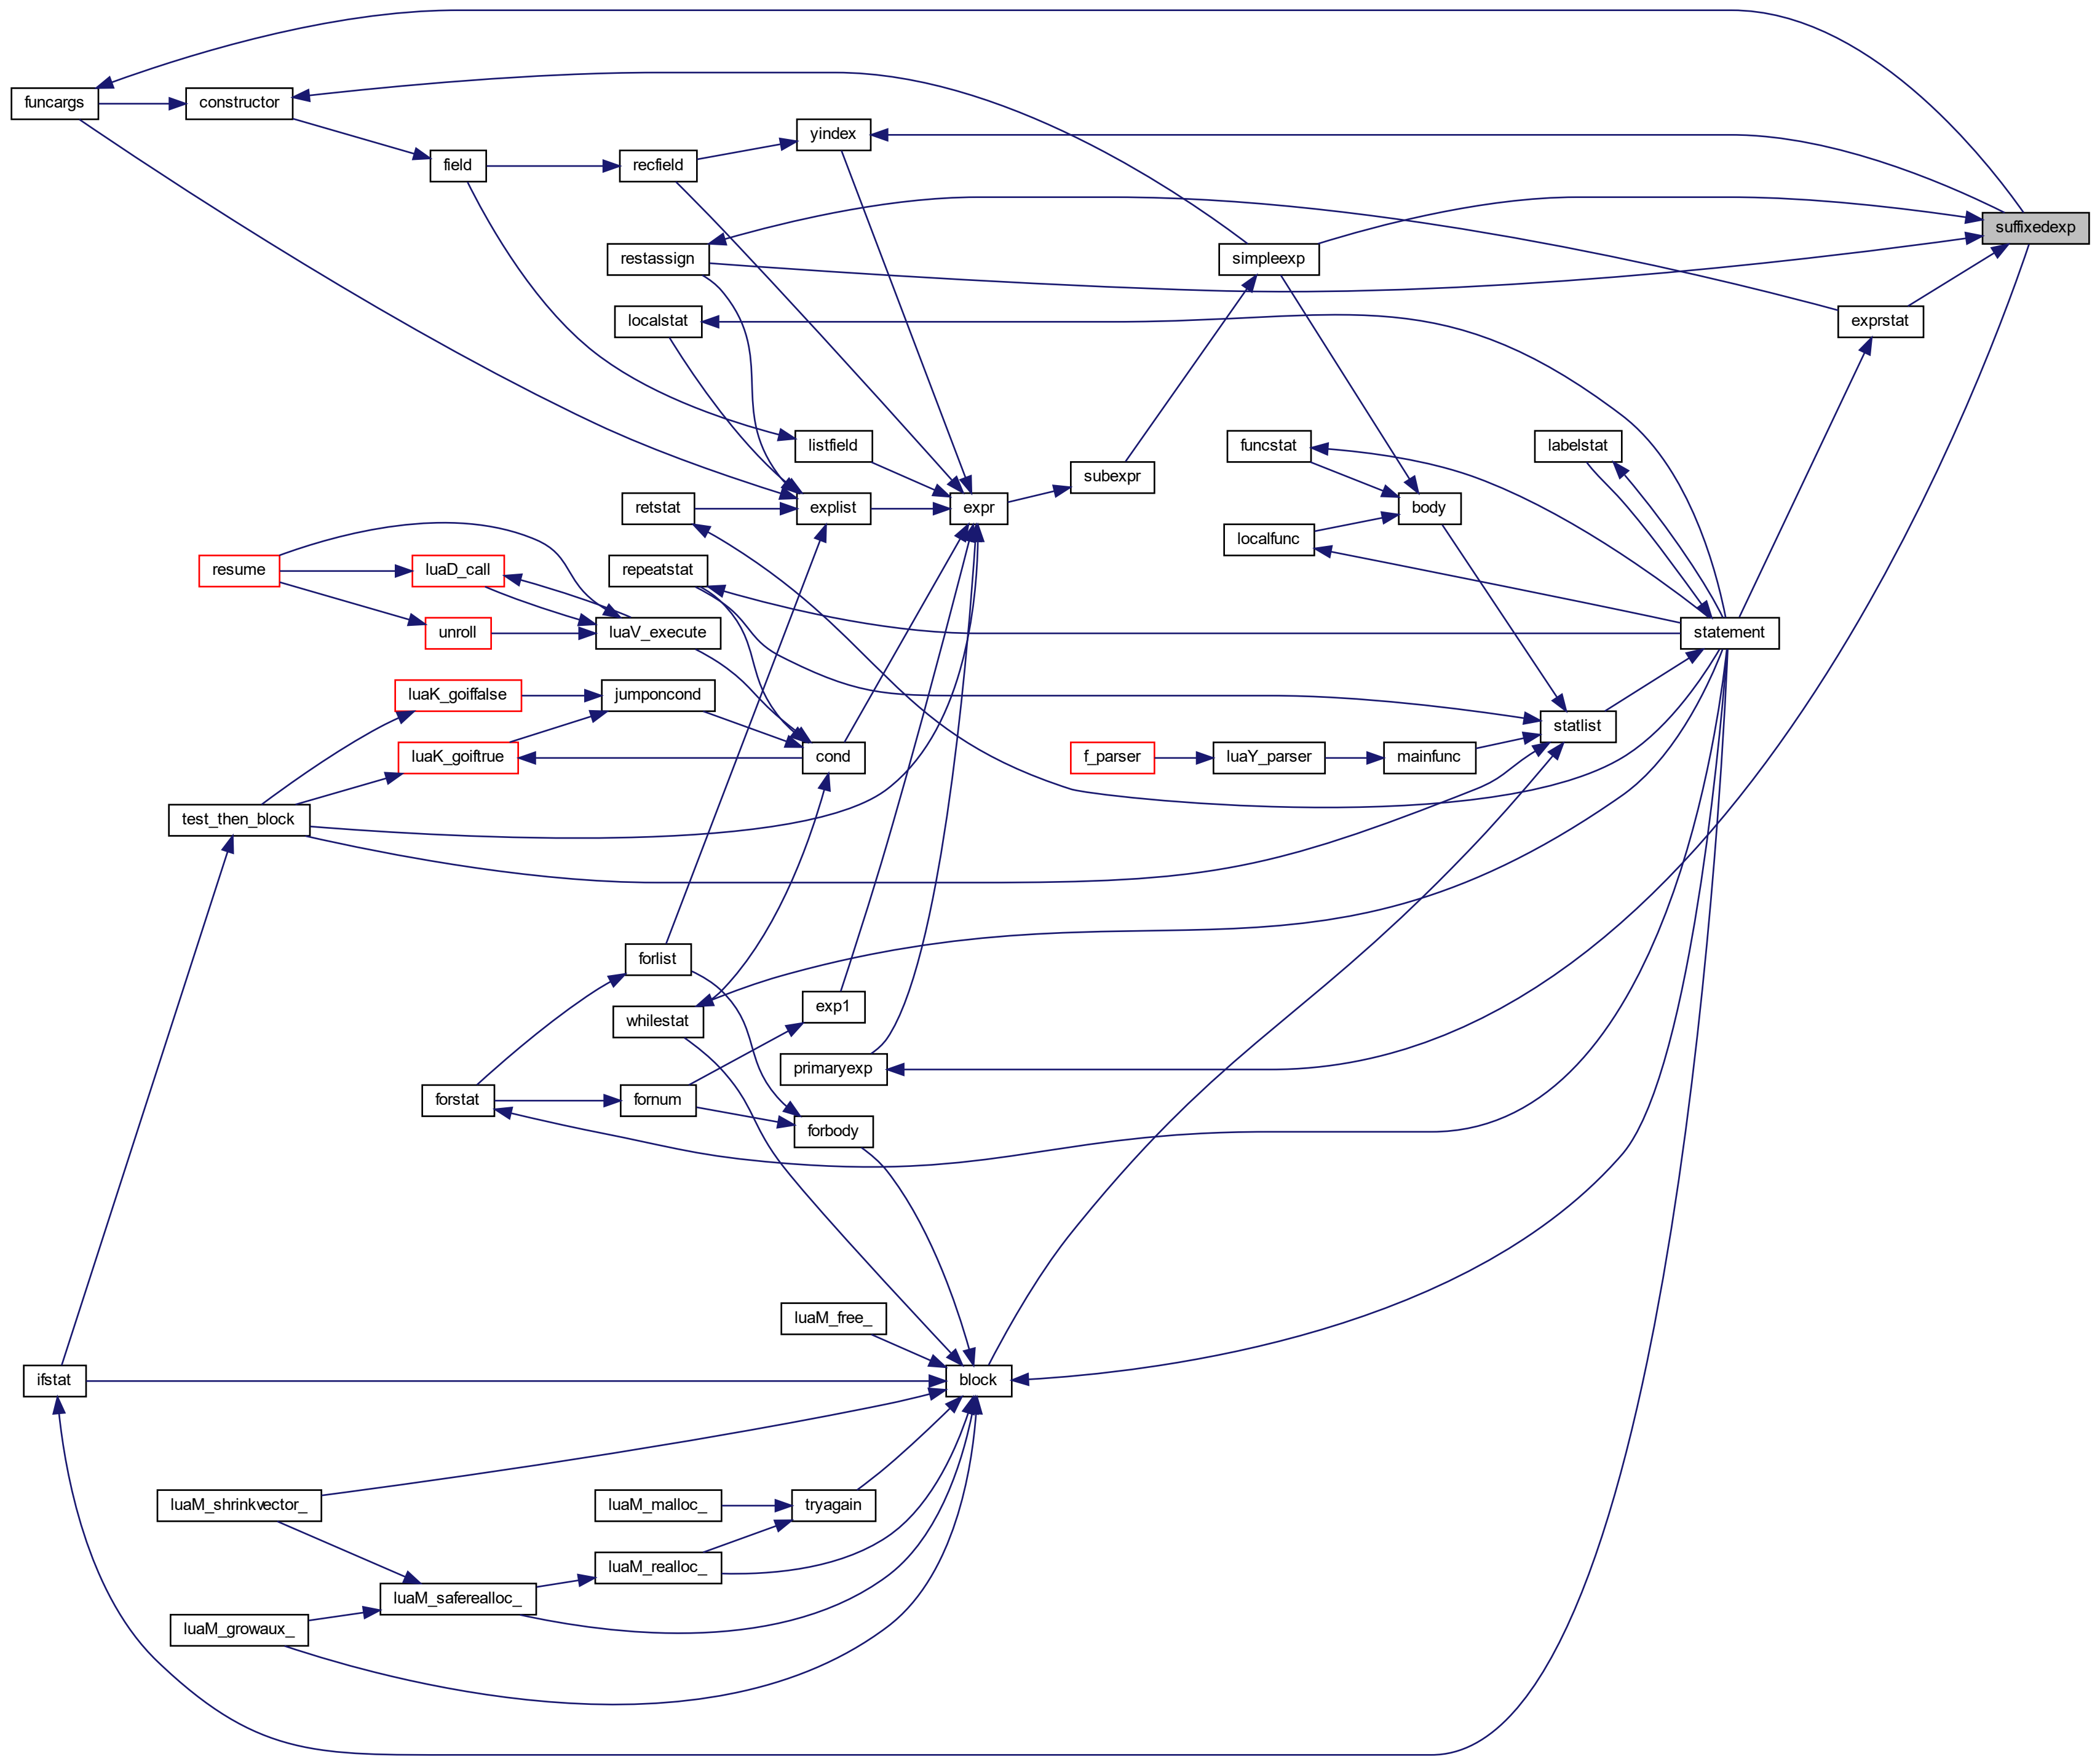 funcargs
constructor
yindex
field
recfield
suffixedexp
restassign
simpleexp
localstat
exprstat
listfield
funcstat
labelstat
subexpr
retstat
explist
expr
body
localfunc
resume
luaD_call
repeatstat
unroll
luaV_execute
statement
luaK_goiffalse
jumponcond
statlist
luaK_goiftrue
cond
f_parser
luaY_parser
mainfunc
test_then_block
forlist
exp1
whilestat
primaryexp
forstat
fornum
forbody
luaM_free_
ifstat
block
luaM_shrinkvector_
luaM_malloc_
tryagain
luaM_realloc_
luaM_saferealloc_
luaM_growaux_